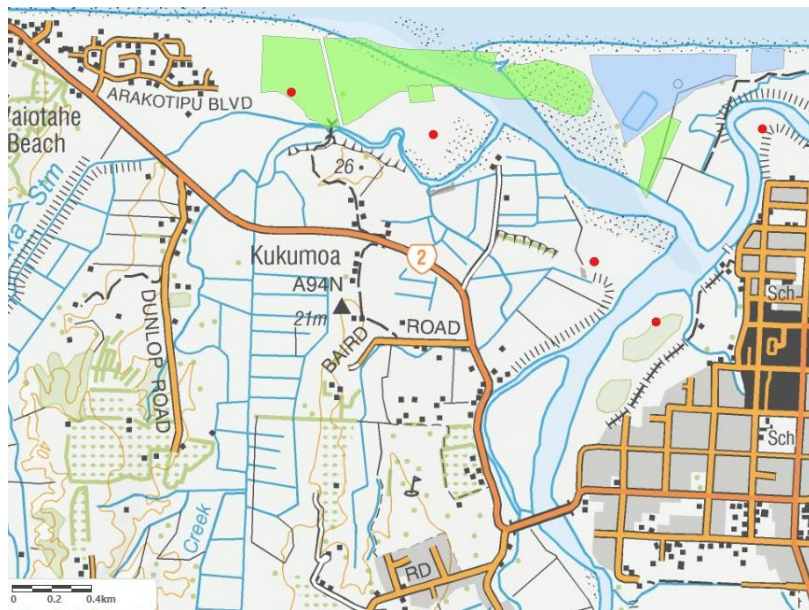 ARAKOTIPU BLVD
aiotahe
Beach
ka Stm
26
Kukumoa
2
A94N
21m
DUNLOP ROAD
BAIRD ROAD
Sch
Sch
Creek
RD
0 0.2 0.4km